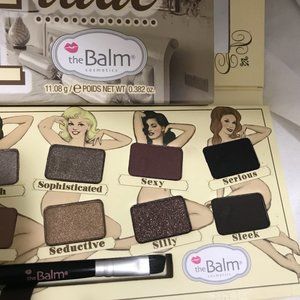 the Balm®
cosmetics
11.08 g / ℮ POIDS NET WT. 0.382 oz.
Sophisticated
Sexy
Serious
Seductive
Silly
Sleek
the Balm®
the Balm®
cosmetics